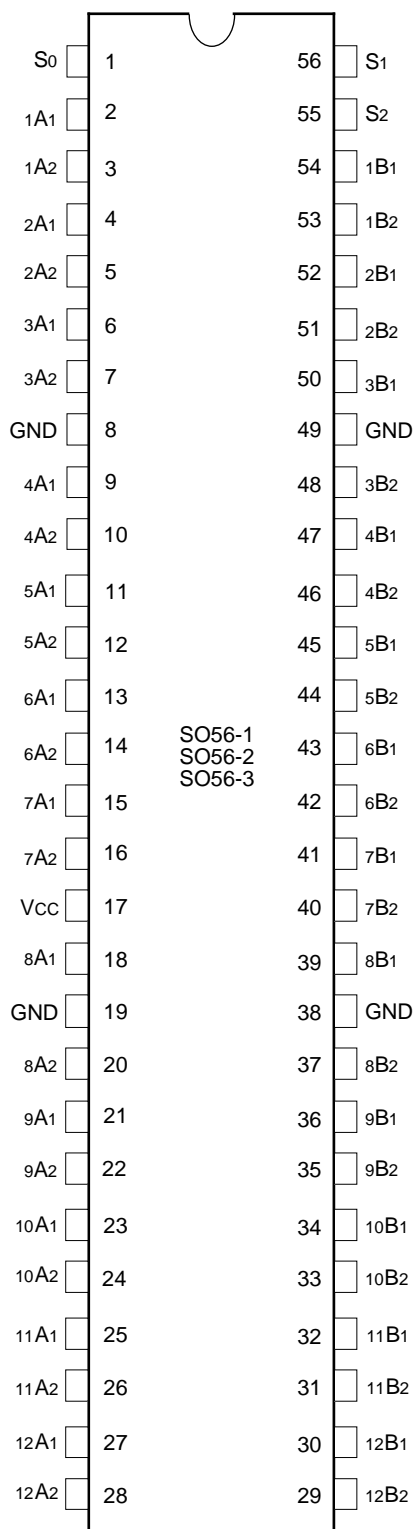 S0 1 56 S1
1A1 2 55 S2
1A2 3 54 1B1
2A1 4 53 1B2
2A2 5 52 2B1
3A1 6 51 2B2
3A2 7 50 3B1
GND 8 49 GND
4A1 9 48 3B2
4A2 10 47 4B1
5A1 11 46 4B2
5A2 12 45 5B1
6A1 13 44 5B2
SO56-1
6A2 14 43 6B1
SO56-2
SO56-3
7A1 15 42 6B2
7A2 16 41 7B1
VCC 17 40 7B2
8A1 18 39 8B1
GND 19 38 GND
8A2 20 37 8B2
9A1 21 36 9B1
9A2 22 35 9B2
10A1 23 34 10B1
10A2 24 33 10B2
11A1 25 32 11B1
11A2 26 31 11B2
12A1 27 30 12B1
12A2 28 29 12B2